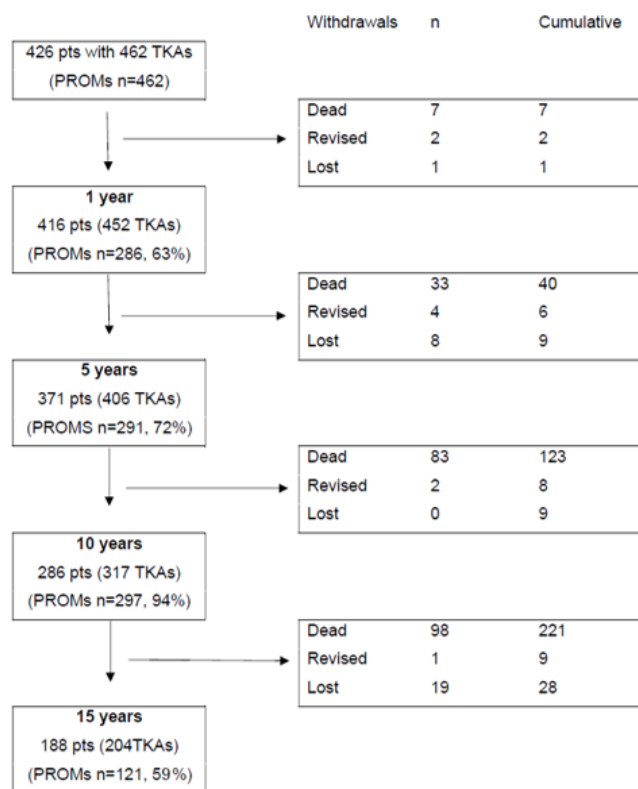 Withdrawals n Cumulative
426 pts with 462 TKAs
(PROMs n=462)
Dead 7 7
Revised 2 2
Lost 1 1
1 year
416 pts (452 TKAs)
(PROMs n=286, 63%)
Dead 33 40
Revised 4 6
Lost 8 9
5 years
371 pts (406 TKAs)
(PROMS n=291, 72%)
Dead 83 123
Revised 2 8
Lost 0 9
10 years
286 pts (317 TKAs)
(PROMs n=297, 94%)
Dead 98 221
Revised 1 9
Lost 19 28
15 years
188 pts (204TKAs)
(PROMs n=121, 59%)